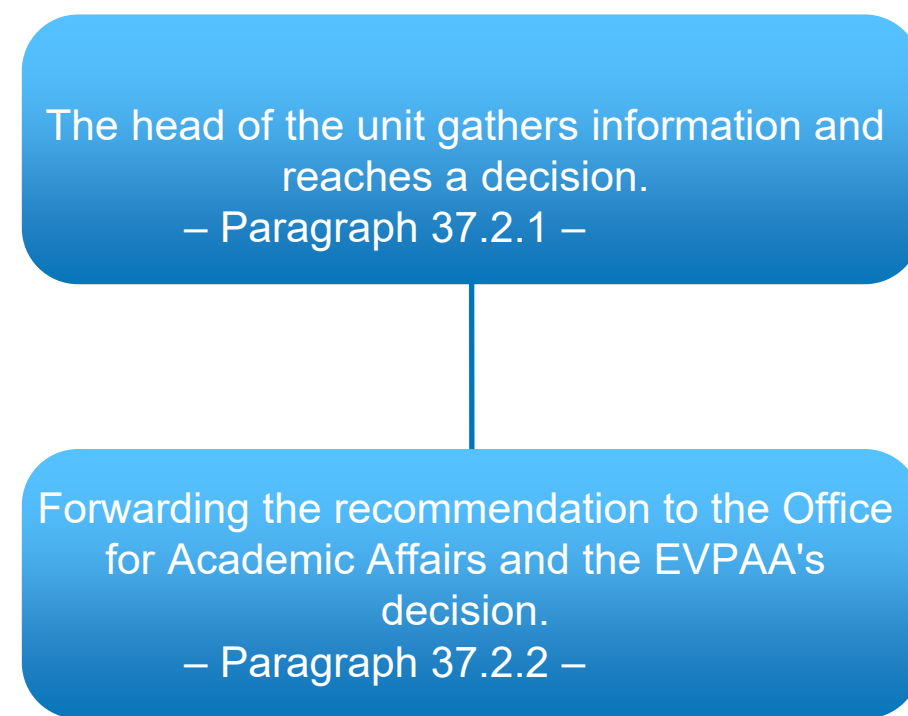 The head of the unit gathers information and
reaches a decision.
– Paragraph 37.2.1 –
Forwarding the recommendation to the Office
for Academic Affairs and the EVPAA's
decision.
– Paragraph 37.2.2 –